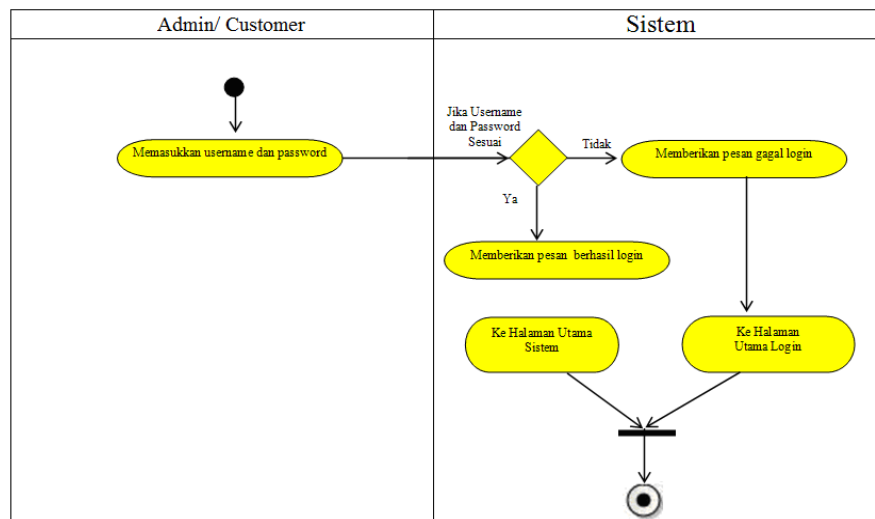 Admin/ Customer
Sistem
Jika Username
dan Password
Sesuai
Tidak
Memasukkan username dan password
Memberikan pesan gagal login
Ya
Memberikan pesan berhasil login
Ke Halaman Utama
Sistem
Ke Halaman
Utama Login